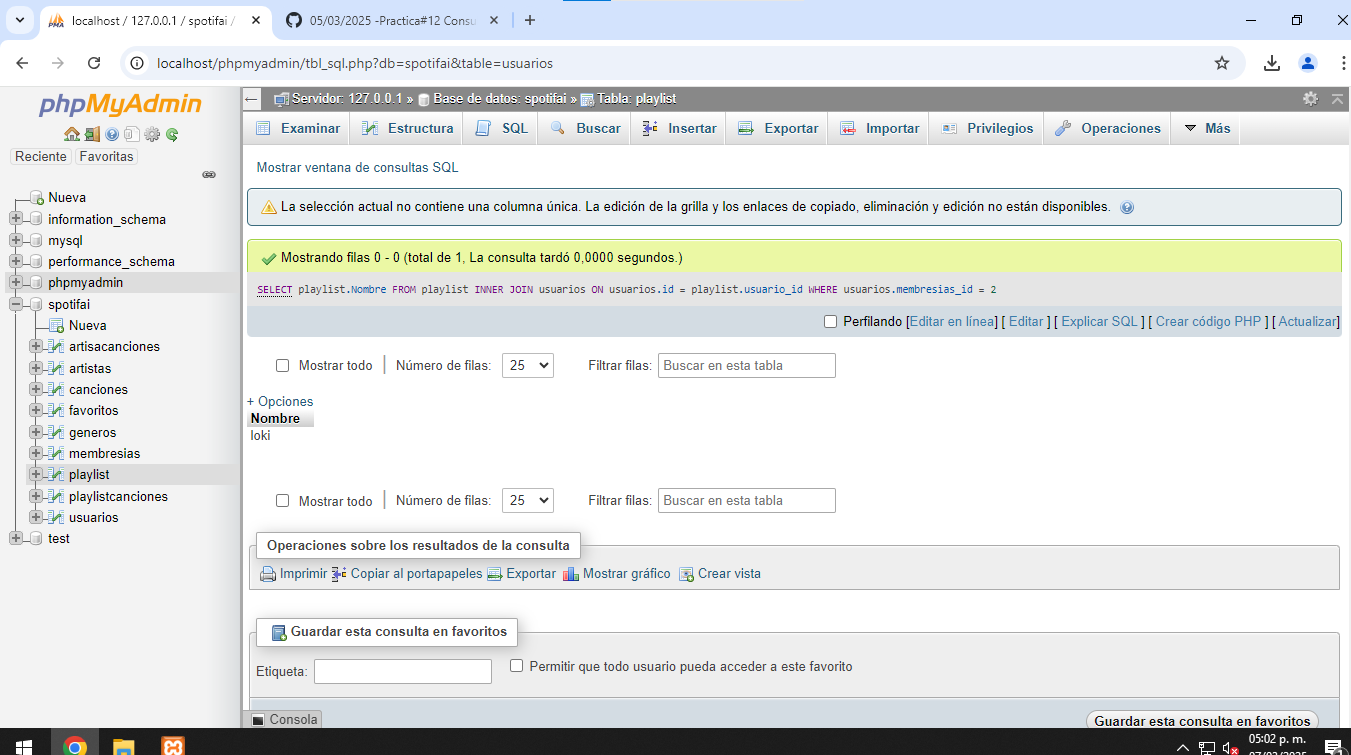 localhost / 127.0.0.1 / spotifai /
05/03/2025 -Practica#12 Consu
localhost/phpmyadmin/tbl_sql.php?db=spotifai&table=usuarios
phpMyAdmin
Reciente Favoritas
Nueva
information_schema
mysql
performance_schema
phpmyadmin
spotifai
Nueva
artisacanciones
artistas
canciones
favoritos
generos
membresias
playlist
playlistcanciones
usuarios
test
Servidor: 127.0.0.1 » Base de datos: spotifai » Tabla: playlist
Examinar Estructura SQL Buscar Insertar Exportar Importar Privilegios Operaciones Más
Mostrar ventana de consultas SQL
La selección actual no contiene una columna única. La edición de la grilla y los enlaces de copiado, eliminación y edición no están disponibles.
Mostrando filas 0 - 0 (total de 1, La consulta tardó 0,0000 segundos.)
SELECT playlist.Nombre FROM playlist INNER JOIN usuarios ON usuarios.id = playlist.usuario_id WHERE usuarios.membresias_id = 2
Perfilando [Editar en línea] [ Editar ] [ Explicar SQL ] [ Crear código PHP ] [ Actualizar]
Mostrar todo | Número de filas: 25 Filtrar filas: Buscar en esta tabla
+ Opciones
Nombre
loki
Mostrar todo | Número de filas: 25 Filtrar filas: Buscar en esta tabla
Operaciones sobre los resultados de la consulta
Imprimir Copiar al portapapeles Exportar Mostrar gráfico Crear vista
Guardar esta consulta en favoritos
Etiqueta: Permitir que todo usuario pueda acceder a este favorito
Consola
Guardar esta consulta en favoritos
05:02 p. m.